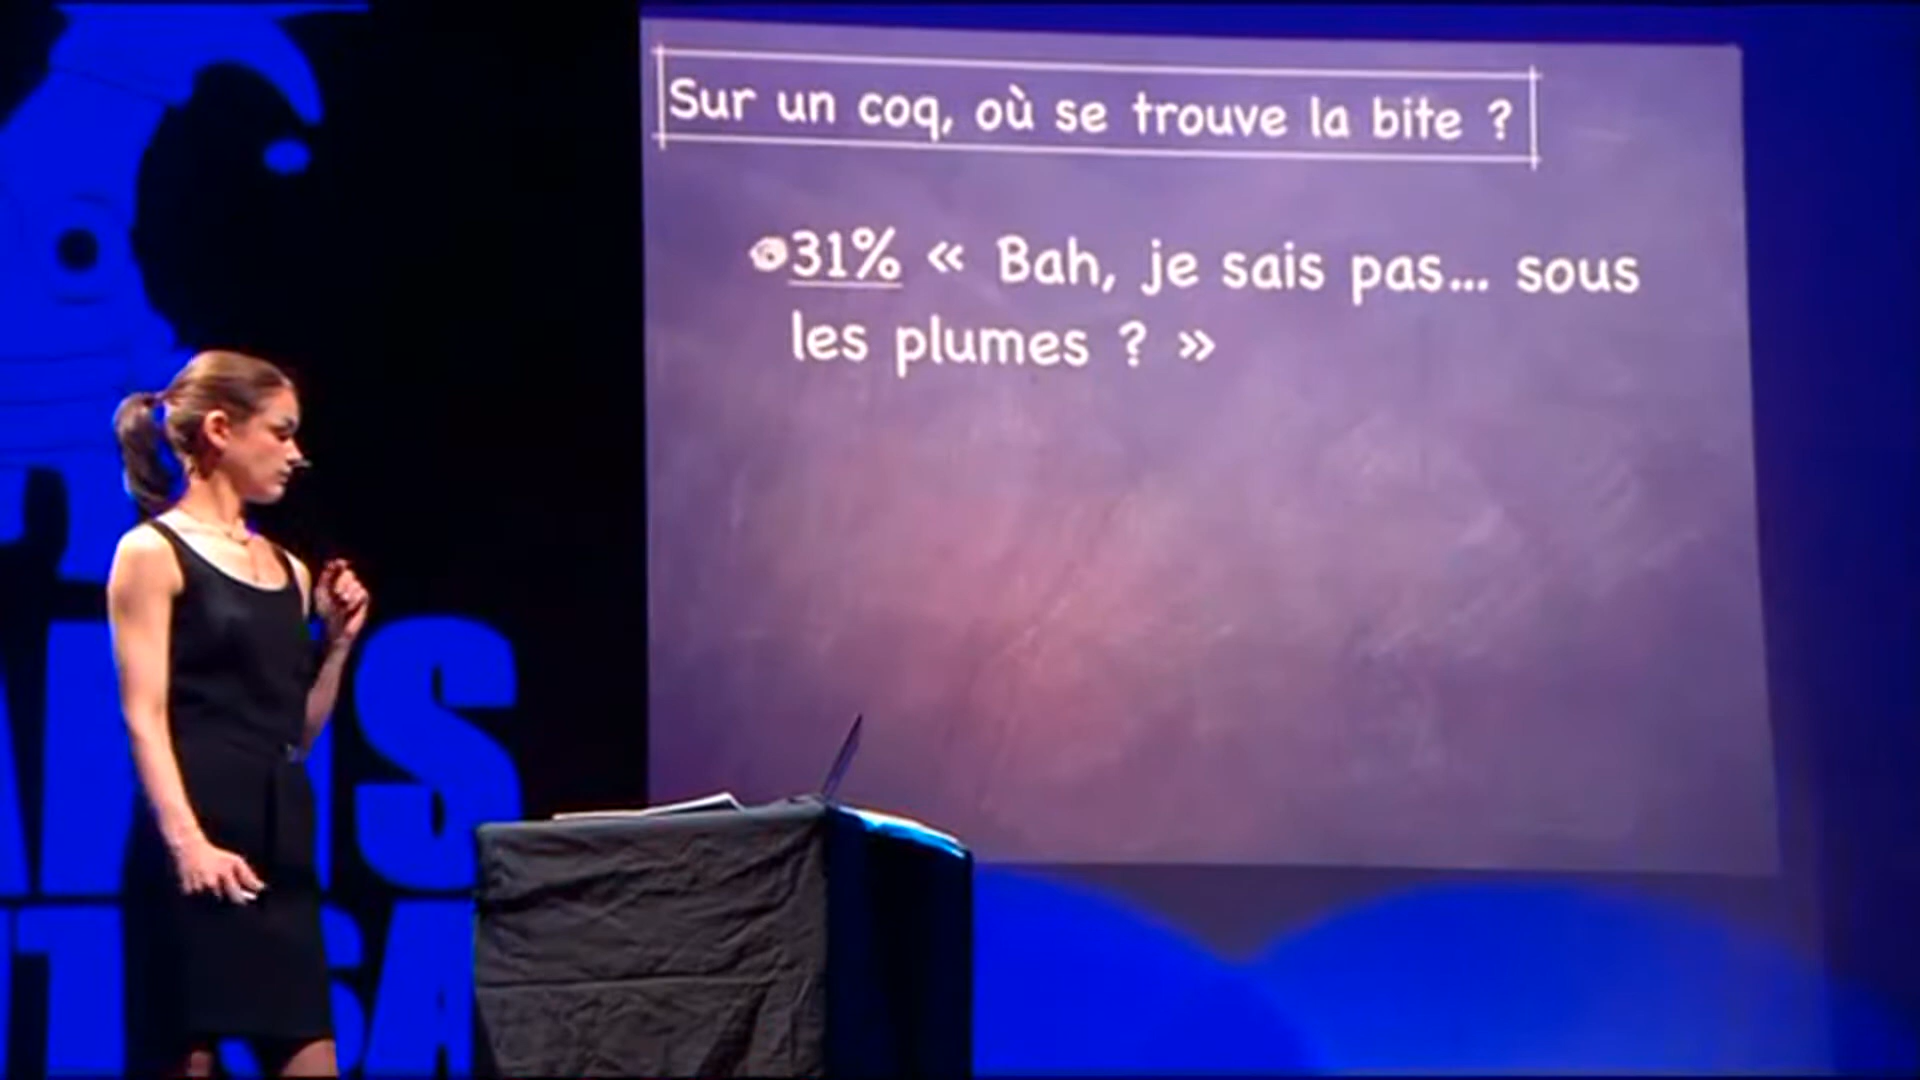 Sur un coq, où se trouve la bite ?
31% « Bah, je sais pas... sous
les plumes ? »